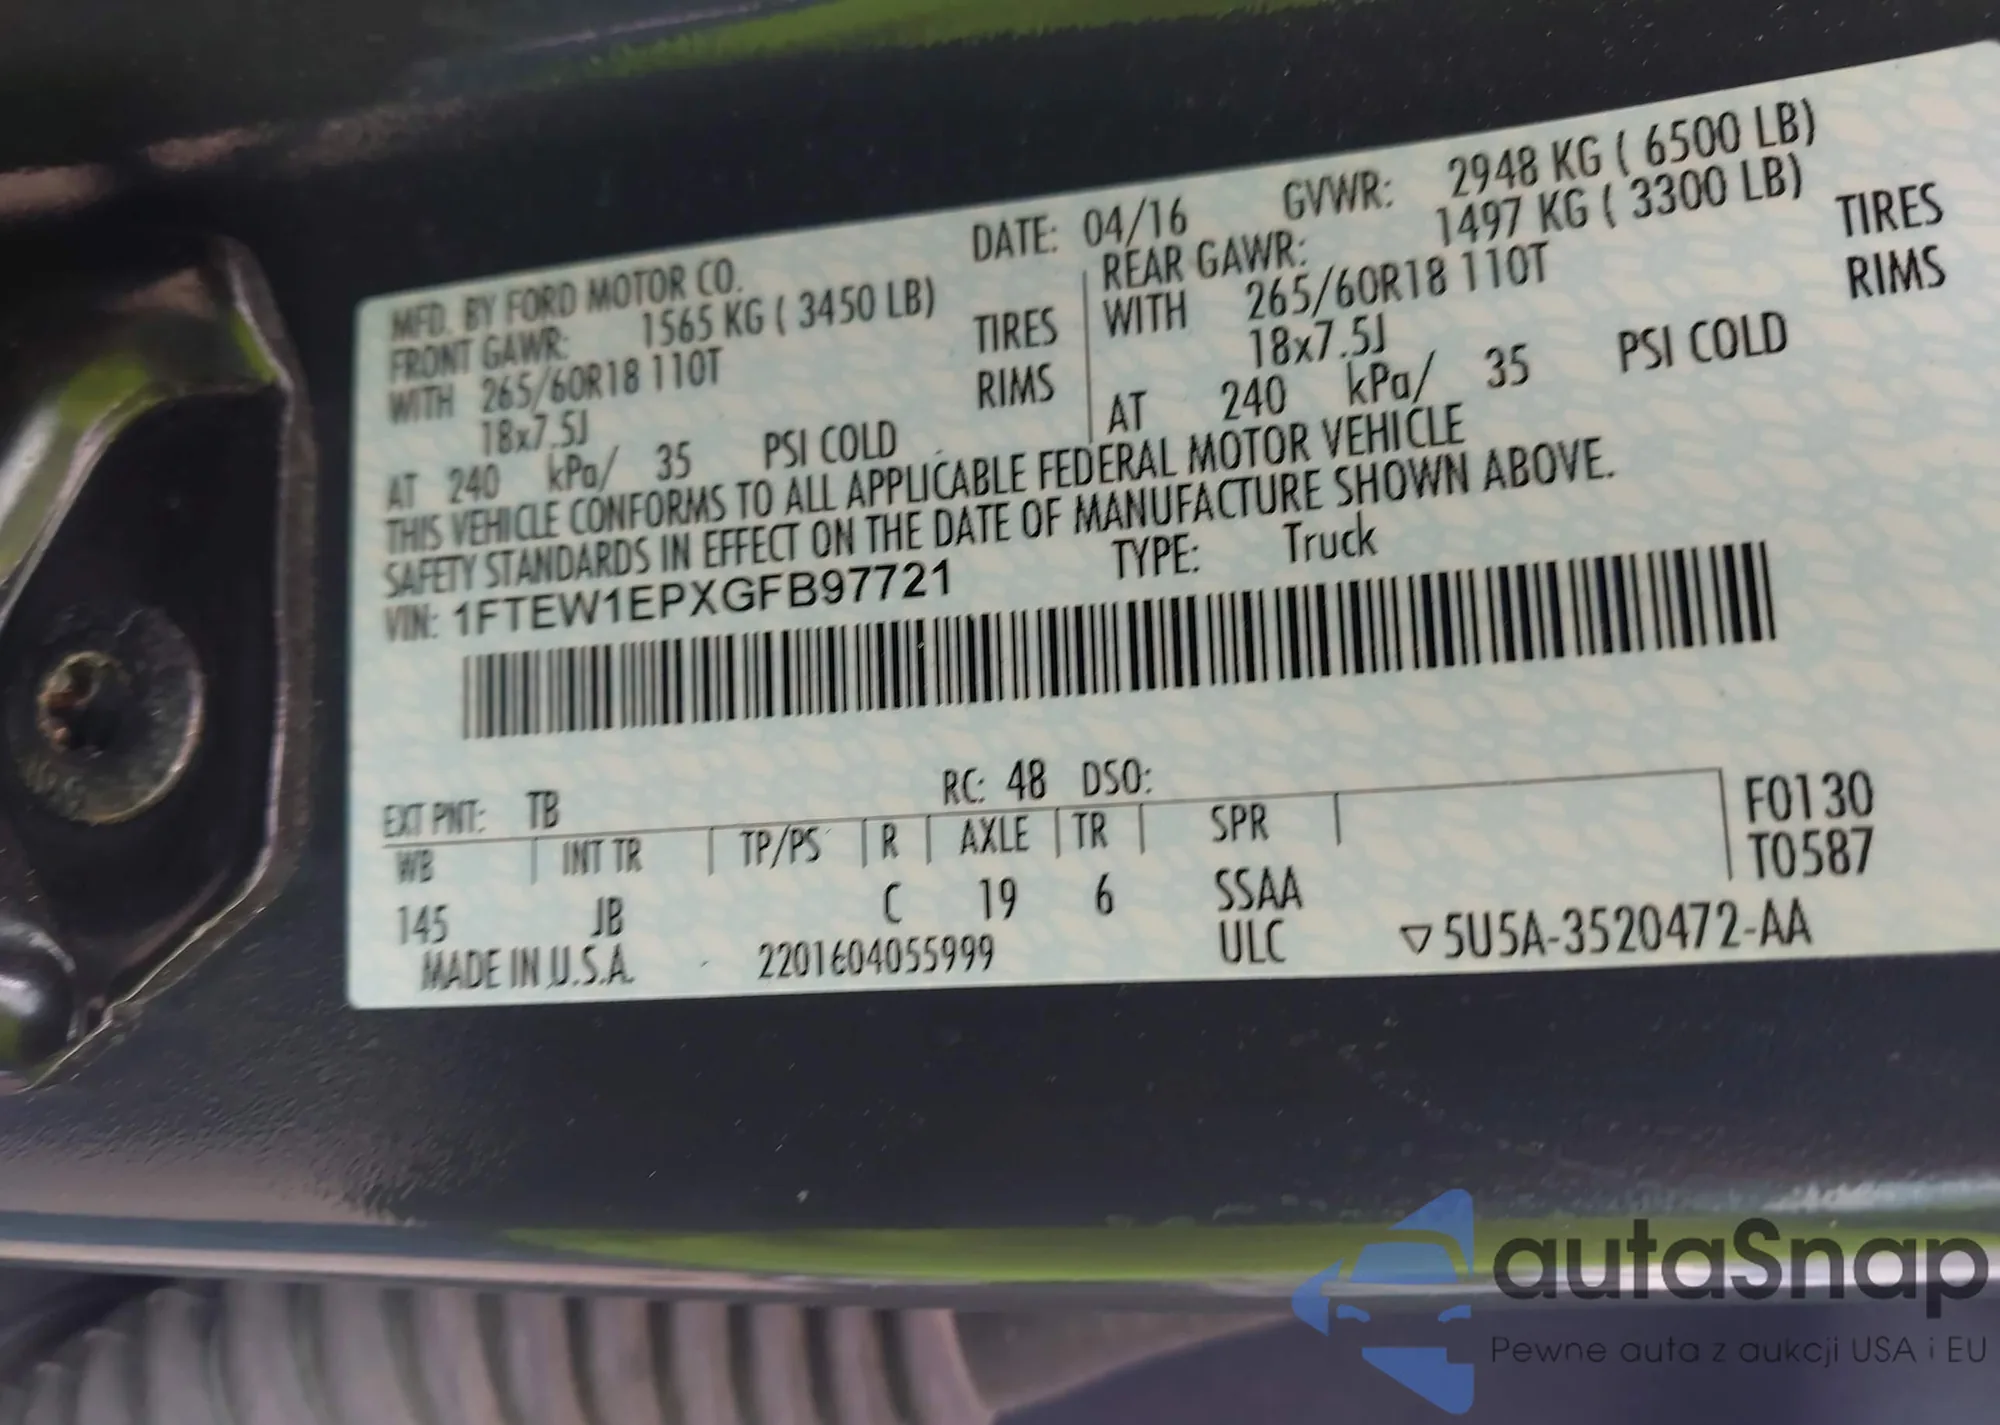 MFD. BY FORD MOTOR CO. DATE: 04/16 GVWR: 2948 KG ( 6500 LB)
FRONT GAWR: 1565 KG ( 3450 LB) REAR GAWR: 1497 KG ( 3300 LB)
WITH 265/60R18 110T TIRES WITH 265/60R18 110T TIRES
18x7.5J RIMS 18x7.5J RIMS
AT 240 kPa/ 35 PSI COLD AT 240 kPa/ 35 PSI COLD
THIS VEHICLE CONFORMS TO ALL APPLICABLE FEDERAL MOTOR VEHICLE
SAFETY STANDARDS IN EFFECT ON THE DATE OF MANUFACTURE SHOWN ABOVE.
VIN: 1FTEW1EPXGFB97721 TYPE: Truck
EXT PNT: TB RC: 48 DSO: F0130
WB INT TR TP/PS R AXLE TR SPR T0587
145 JB C 19 6 SSAA
MADE IN U.S.A. 2201604055999 ULC ▽5U5A-3520472-AA
autaSnap
Pewne auta z aukcji USA i EU